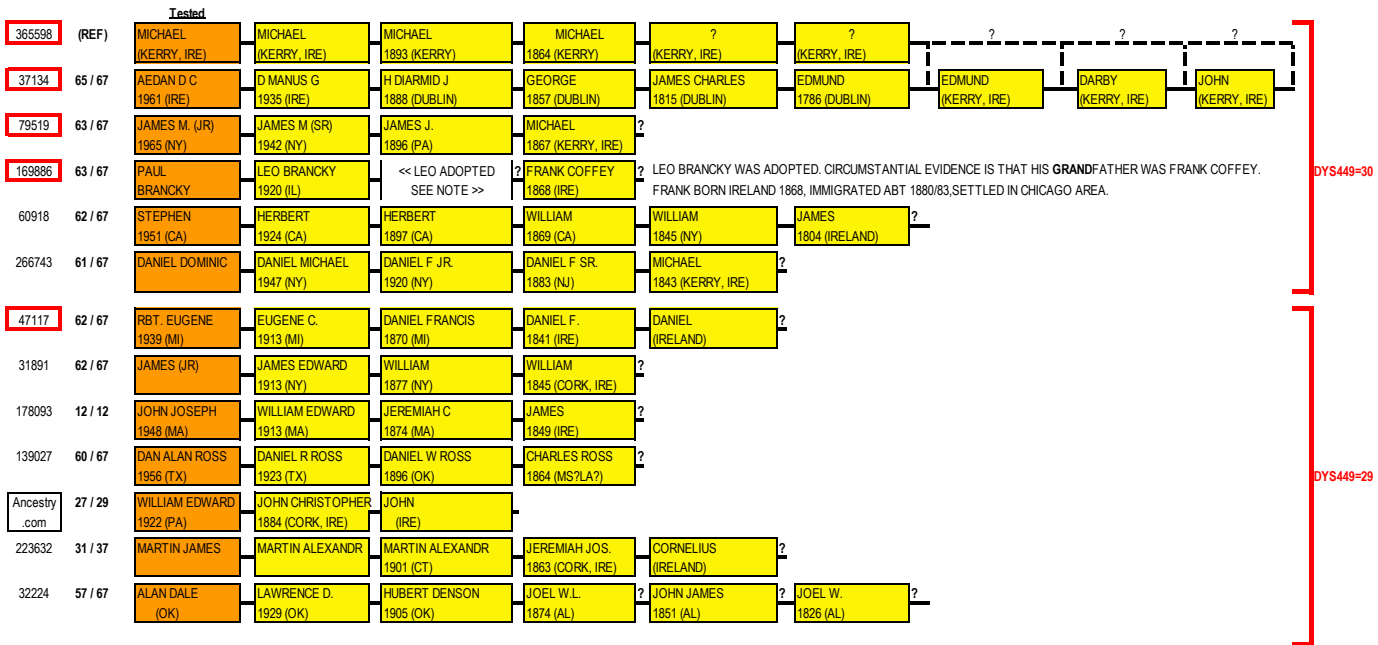 Tested
365598 (REF) MICHAEL MICHAEL MICHAEL MICHAEL ? ? ? ? ?
(KERRY, IRE) (KERRY, IRE) 1893 (KERRY) 1864 (KERRY) (KERRY, IRE) (KERRY, IRE)
37134 65 / 67 AEDAN D C D MANUS G H DIARMID J GEORGE JAMES CHARLES EDMUND EDMUND DARBY JOHN
1961 (IRE) 1935 (IRE) 1888 (DUBLIN) 1857 (DUBLIN) 1815 (DUBLIN) 1786 (DUBLIN) (KERRY, IRE) (KERRY, IRE) (KERRY, IRE)
79519 63 / 67 JAMES M. (JR) JAMES M (SR) JAMES J. MICHAEL ?
1965 (NY) 1942 (NY) 1896 (PA) 1867 (KERRY, IRE)
169886 63 / 67 PAUL LEO BRANCKY << LEO ADOPTED ? FRANK COFFEY ? LEO BRANCKY WAS ADOPTED. CIRCUMSTANTIAL EVIDENCE IS THAT HIS GRANDFATHER WAS FRANK COFFEY. DYS449=30
BRANCKY 1920 (IL) SEE NOTE >> 1868 (IRE) FRANK BORN IRELAND 1868, IMMIGRATED ABT 1880/83,SETTLED IN CHICAGO AREA.
60918 62 / 67 STEPHEN HERBERT HERBERT WILLIAM WILLIAM JAMES ?
1951 (CA) 1924 (CA) 1897 (CA) 1869 (CA) 1845 (NY) 1804 (IRELAND)
266743 61 / 67 DANIEL DOMINIC DANIEL MICHAEL DANIEL F JR. DANIEL F SR. MICHAEL ?
1947 (NY) 1920 (NY) 1883 (NJ) 1843 (KERRY, IRE)
47117 62 / 67 RBT. EUGENE EUGENE C. DANIEL FRANCIS DANIEL F. DANIEL ?
1939 (MI) 1913 (MI) 1870 (MI) 1841 (IRE) (IRELAND)
31891 62 / 67 JAMES (JR) JAMES EDWARD WILLIAM WILLIAM ?
1913 (NY) 1877 (NY) 1845 (CORK, IRE)
178093 12 / 12 JOHN JOSEPH WILLIAM EDWARD JEREMIAH C JAMES ?
1948 (MA) 1913 (MA) 1874 (MA) 1849 (IRE)
139027 60 / 67 DAN ALAN ROSS DANIEL R ROSS DANIEL W ROSS CHARLES ROSS ?
1956 (TX) 1923 (TX) 1896 (OK) 1864 (MS?LA?) DYS449=29
Ancestry 27 / 29 WILLIAM EDWARD JOHN CHRISTOPHER JOHN
.com 1922 (PA) 1884 (CORK, IRE) (IRE)
223632 31 / 37 MARTIN JAMES MARTIN ALEXANDR MARTIN ALEXANDR JEREMIAH JOS. CORNELIUS ?
1901 (CT) 1863 (CORK, IRE) (IRELAND)
32224 57 / 67 ALAN DALE LAWRENCE D. HUBERT DENSON JOEL W.L. ? JOHN JAMES ? JOEL W. ?
(OK) 1929 (OK) 1905 (OK) 1874 (AL) 1851 (AL) 1826 (AL)